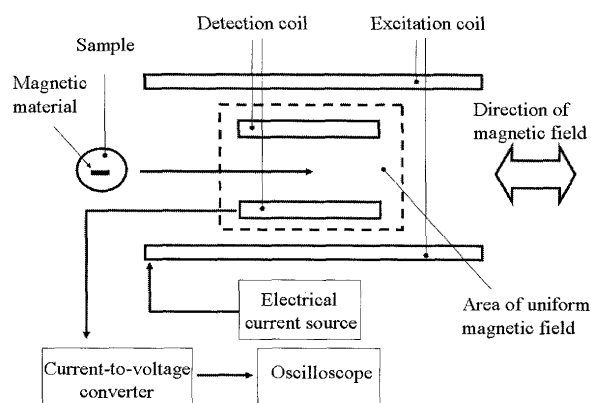 Detection coil
Excitation coil
Sample
Magnetic
material
Direction of
magnetic field
Electrical
current source
Area of uniform
magnetic field
Current-to-voltage
converter
Oscilloscope